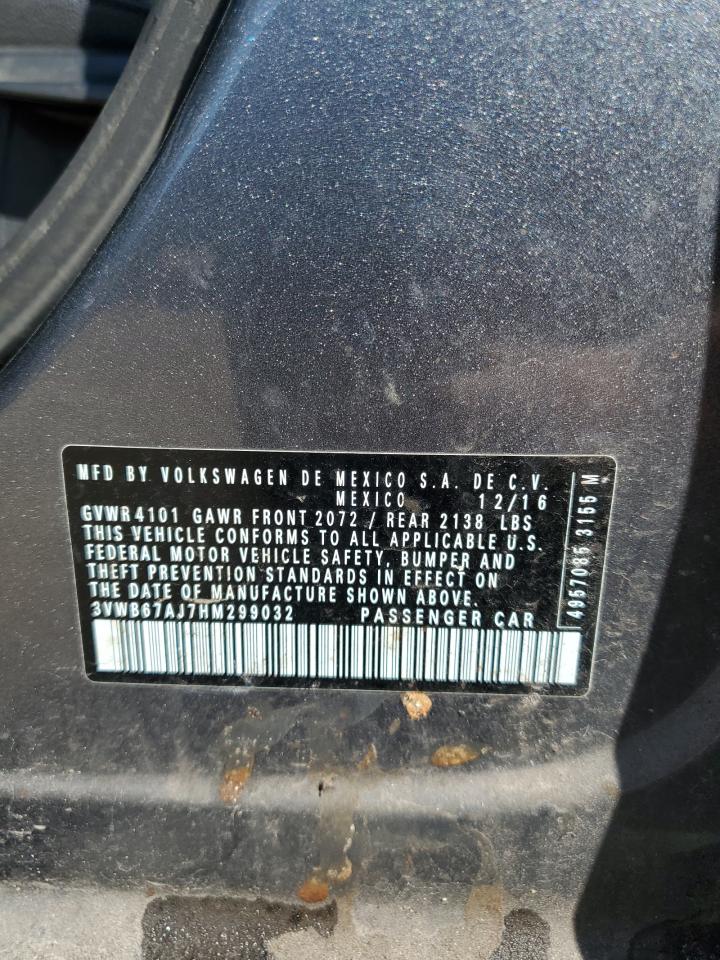 MFD BY VOLKSWAGEN DE MEXICO S.A. DE C.V.
MEXICO 12/16
GVWR 4101 GAWR FRONT 2072 / REAR 2138 LBS
THIS VEHICLE CONFORMS TO ALL APPLICABLE U.S.
FEDERAL MOTOR VEHICLE SAFETY, BUMPER AND
THEFT PREVENTION STANDARDS IN EFFECT ON
THE DATE OF MANUFACTURE SHOWN ABOVE.
3VWB67AJ7HM299032 PASSENGER CAR
4957085 3155 M